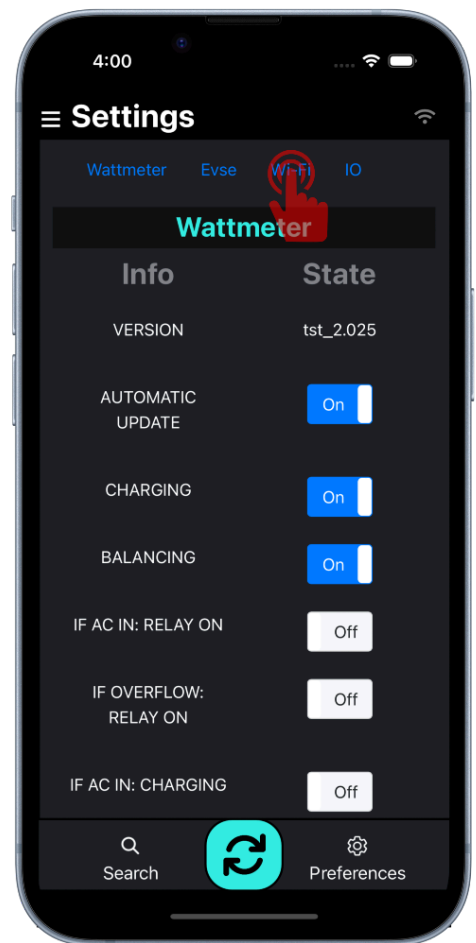 4:00
Settings
Wattmeter Evse Wi-Fi IO
Wattmeter
Info State
VERSION tst_2.025
AUTOMATIC
UPDATE On
CHARGING On
BALANCING On
IF AC IN: RELAY ON Off
IF OVERFLOW:
RELAY ON Off
IF AC IN: CHARGING Off
Search Preferences